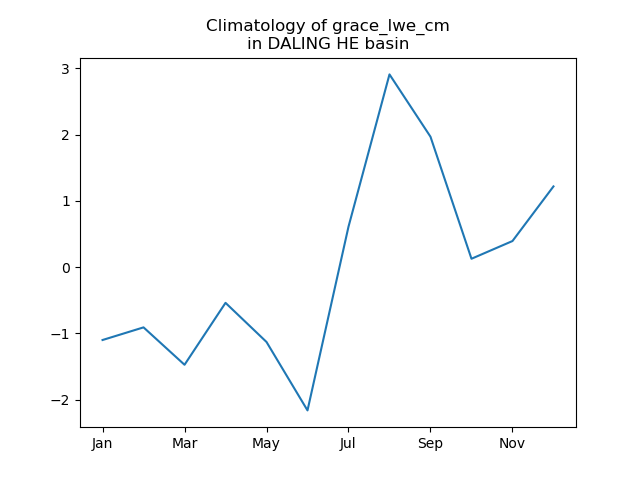 Climatology of grace_lwe_cm
in DALING HE basin
3
2
1
0
−1
−2
Jan
Mar
May
Jul
Sep
Nov